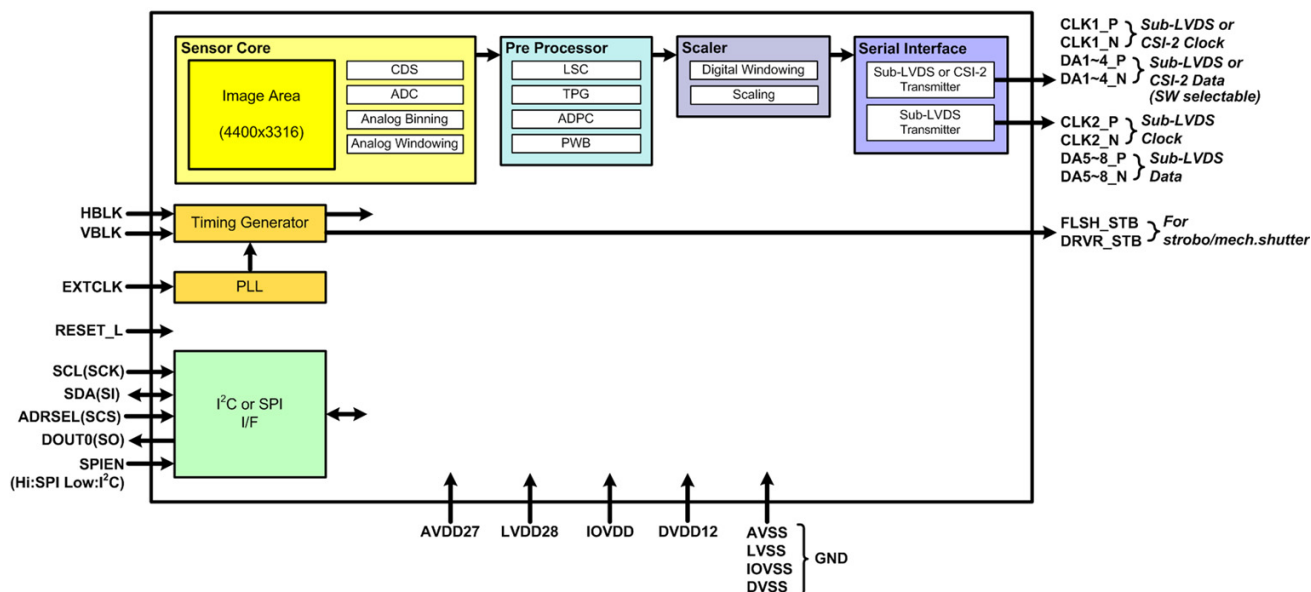 Sensor Core
Image Area
(4400x3316)
CDS
ADC
Analog Binning
Analog Windowing
Pre Processor
LSC
TPG
ADPC
PWB
Scaler
Digital Windowing
Scaling
Serial Interface
Sub-LVDS or CSI-2
Transmitter
Sub-LVDS
Transmitter
CLK1_P
CLK1_N
Sub-LVDS or
CSI-2 Clock
DA1~4_P
DA1~4_N
Sub-LVDS or
CSI-2 Data
(SW selectable)
CLK2_P
CLK2_N
Sub-LVDS
Clock
DA5~8_P
DA5~8_N
Sub-LVDS
Data
HBLK
VBLK
Timing Generator
FLSH_STB
DRVR_STB
For
strobo/mech.shutter
EXTCLK
PLL
RESET_L
SCL(SCK)
SDA(SI)
ADRSEL(SCS)
DOUT0(SO)
SPIEN
(Hi:SPI Low:I²C)
I²C or SPI
I/F
AVDD27
LVDD28
IOVDD
DVDD12
AVSS
LVSS
IOVSS
DVSS
GND